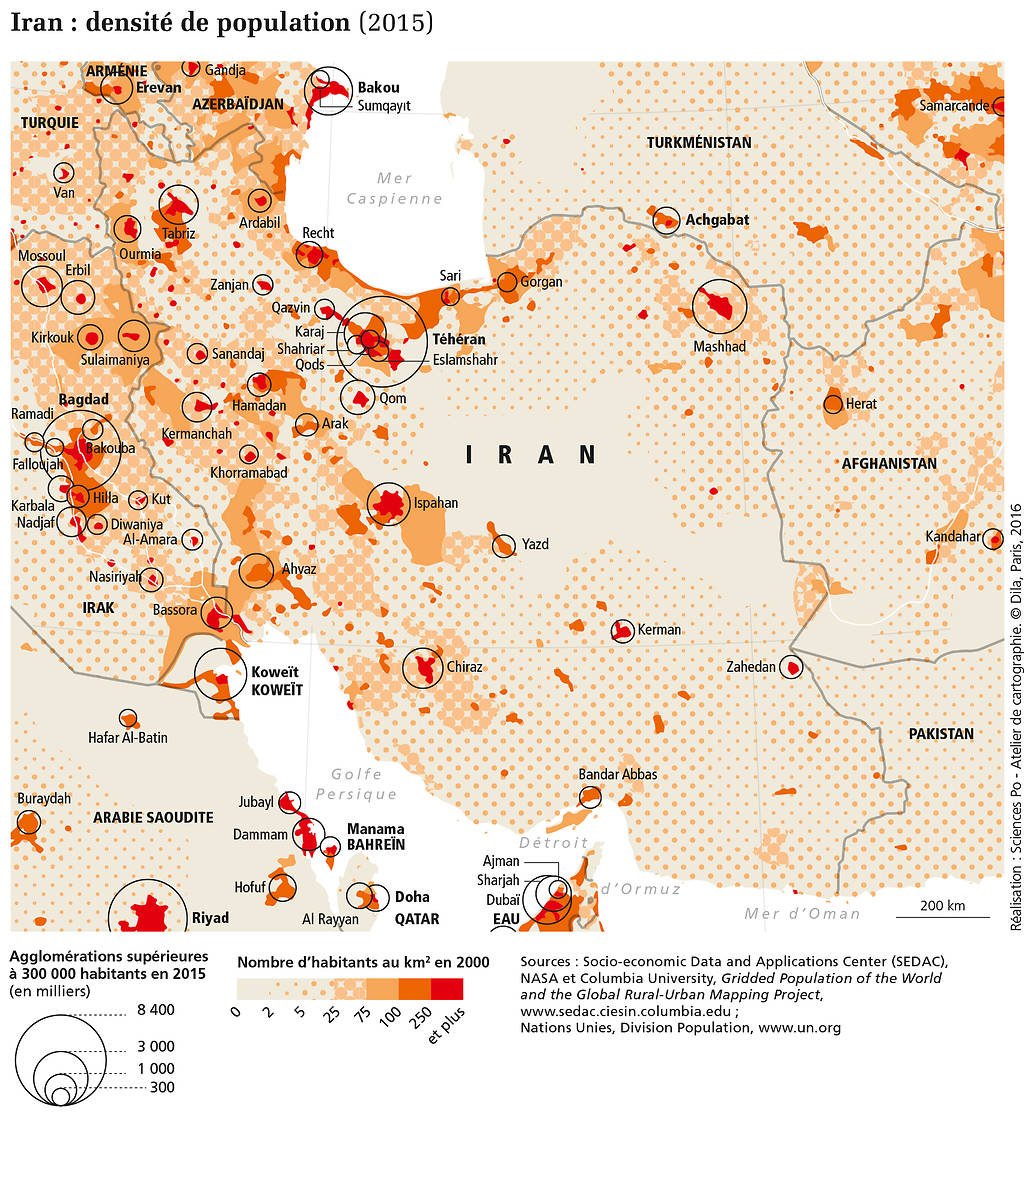 Iran : densité de population (2015)
ARMÉNIE
Erevan
Gandja
AZERBAÏDJAN
Bakou
Sumqayıt
TURQUIE
TURKMÉNISTAN
Samarcande
Van
Mer
Caspienne
Tabriz
Ardabil
Achgabat
Ourmia
Recht
Mossoul
Erbil
Zanjan
Sari
Gorgan
Qazvin
Kirkouk
Sulaimaniya
Karaj
Shahriar
Qods
Téhéran
Eslanshahr
Mashhad
Sanandaj
Hamadan
Qom
Herat
Bagdad
Ramadi
Kermanchah
Arak
Bakouba
I R A N
AFGHANISTAN
Falloujah
Khorramabad
Karbala
Hilla
Kut
Ispahan
Nadjaf
Diwaniya
Al-Amara
Yazd
Kandahar
Nasiriyah
Ahvaz
IRAK
Bassora
Kerman
Koweït
KOWEÏT
Chiraz
Zahedan
Hafar Al-Batin
PAKISTAN
Golfe
Persique
Bandar Abbas
Buraydah
ARABIE SAOUDITE
Jubayl
Dammam
Manama
BAHREÏN
Détroit
d’Ormuz
Ajman
Sharjah
Dubaï
EAU
Hofuf
Al Rayyan
Doha
QATAR
Riyad
Mer d’Oman
200 km
Réalisation : Sciences Po - Atelier de cartographie. © Dila, Paris, 2016
Agglomérations supérieures
à 300 000 habitants en 2015
(en milliers)
8 400
3 000
1 000
300
Nombre d’habitants au km² en 2000
0
2
5
25
75
100
250
et plus
Sources : Socio-economic Data and Applications Center (SEDAC),
NASA et Columbia University, Gridded Population of the World
and the Global Rural-Urban Mapping Project,
www.sedac.ciesin.columbia.edu ;
Nations Unies, Division Population, www.un.org